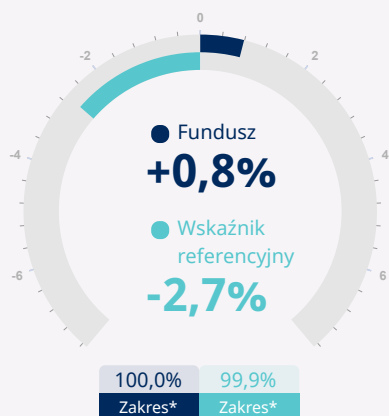 0
-2
2
-4
4
-6
6
Fundusz
+0,8%
Wskaźnik
referencyjny
-2,7%
100,0% 99,9%
Zakres* Zakres*